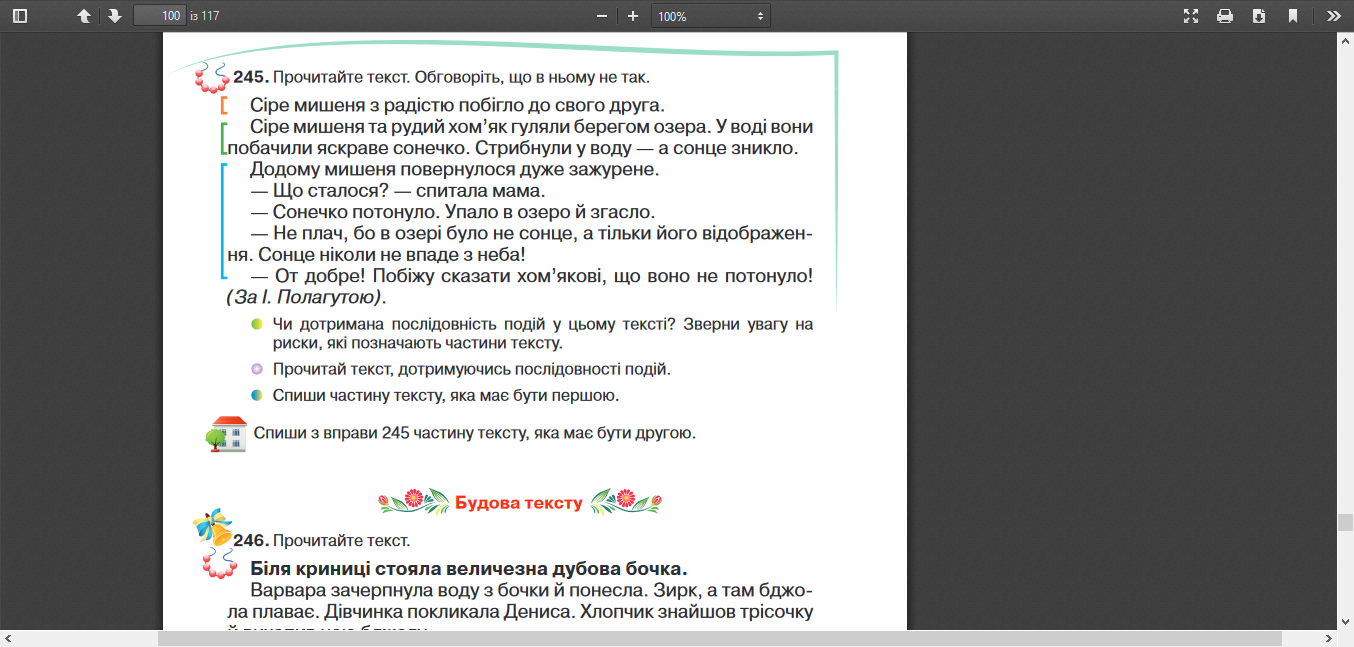 100 із 117
100%
245. Прочитайте текст. Обговоріть, що в ньому не так.
Сіре мишеня з радістю побігло до свого друга.
Сіре мишеня та рудий хом’як гуляли берегом озера. У воді вони
побачили яскраве сонечко. Стрибнули у воду — а сонце зникло.
Додому мишеня повернулося дуже зажурене.
— Що сталося? — спитала мама.
— Сонечко потонуло. Упало в озеро й згасло.
— Не плач, бо в озері було не сонце, а тільки його відображен-
ня. Сонце ніколи не впаде з неба!
— От добре! Побіжу сказати хом’якові, що воно не потонуло!
(За І. Полагутою).
Чи дотримана послідовність подій у цьому тексті? Зверни увагу на
риски, які позначають частини тексту.
Прочитай текст, дотримуючись послідовності подій.
Спиши частину тексту, яка має бути першою.
Спиши з вправи 245 частину тексту, яка має бути другою.
Будова тексту
246. Прочитайте текст.
Біля криниці стояла величезна дубова бочка.
Варвара зачерпнула воду з бочки й понесла. Зирк, а там бджо-
ла плаває. Дівчинка покликала Дениса. Хлопчик знайшов трісочку